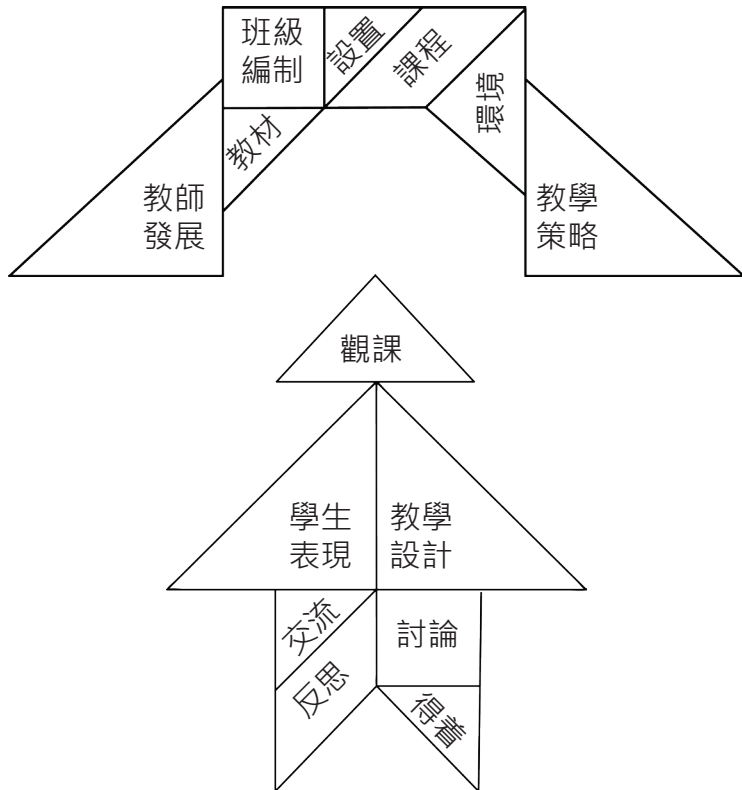 班級
編制
設置
課程
環境
教材
教師
發展
教學
策略
觀課
學生
表現
教學
設計
交流
反思
討論
得着